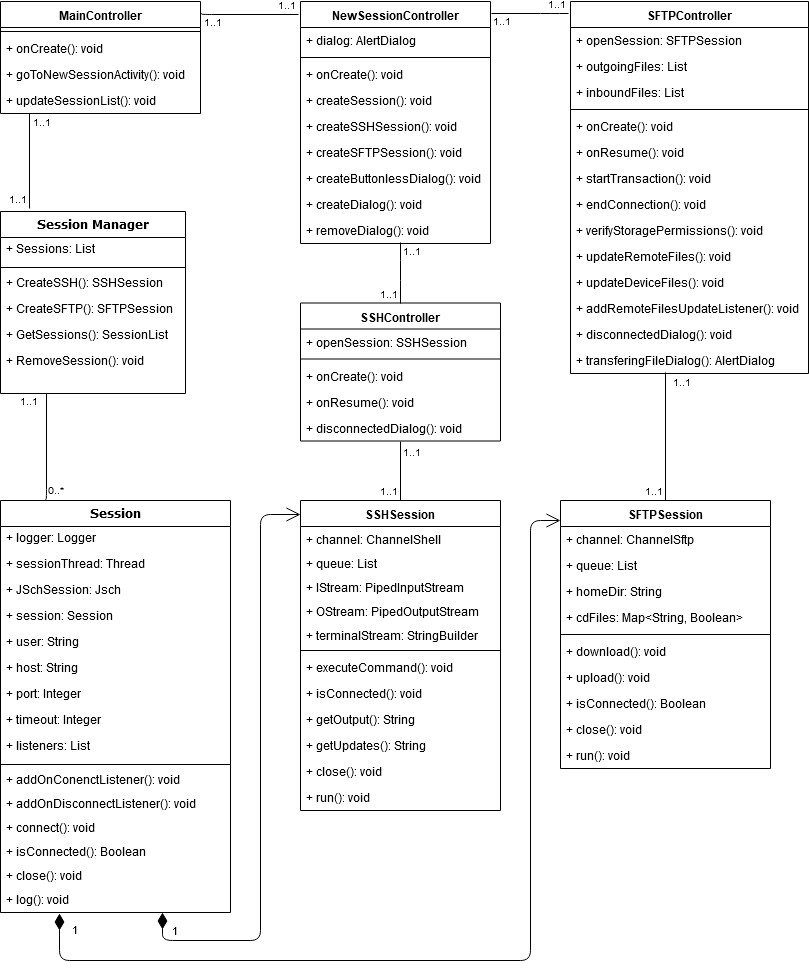 MainController
+ onCreate(): void
+ goToNewSessionActivity(): void
+ updateSessionList(): void
1..1
1..1
NewSessionController
+ dialog: AlertDialog
+ onCreate(): void
+ createSession(): void
+ createSSHSession(): void
+ createSFTPSession(): void
+ createButtonlessDialog(): void
+ createDialog(): void
+ removeDialog(): void
1..1
1..1
SFTPController
+ openSession: SFTPSession
+ outgoingFiles: List
+ inboundFiles: List
+ onCreate(): void
+ onResume(): void
+ startTransaction(): void
+ endConnection(): void
+ verifyStoragePermissions(): void
+ updateRemoteFiles(): void
+ updateDeviceFiles(): void
+ addRemoteFilesUpdateListener(): void
+ disconnectedDialog(): void
+ transferingFileDialog(): AlertDialog
1..1
1..1
Session Manager
+ Sessions: List
+ CreateSSH(): SSHSession
+ CreateSFTP(): SFTPSession
+ GetSessions(): SessionList
+ RemoveSession(): void
1..1
1..1
SSHController
+ openSession: SSHSession
+ onCreate(): void
+ onResume(): void
+ disconnectedDialog(): void
1..1
0..*
1..1
1..1
1..1
1..1
Session
+ logger: Logger
+ sessionThread: Thread
+ JSchSession: Jsch
+ session: Session
+ user: String
+ host: String
+ port: Integer
+ timeout: Integer
+ listeners: List
+ addOnConenctListener(): void
+ addOnDisconnectListener(): void
+ connect(): void
+ isConnected(): Boolean
+ close(): void
+ log(): void
SSHSession
+ channel: ChannelShell
+ queue: List
+ IStream: PipedInputStream
+ OStream: PipedOutputStream
+ terminalStream: StringBuilder
+ executeCommand(): void
+ isConnected(): void
+ getOutput(): String
+ getUpdates(): String
+ close(): void
+ run(): void
SFTPSession
+ channel: ChannelSftp
+ queue: List
+ homeDir: String
+ cdFiles: Map<String, Boolean>
+ download(): void
+ upload(): void
+ isConnected(): Boolean
+ close(): void
+ run(): void
1
1